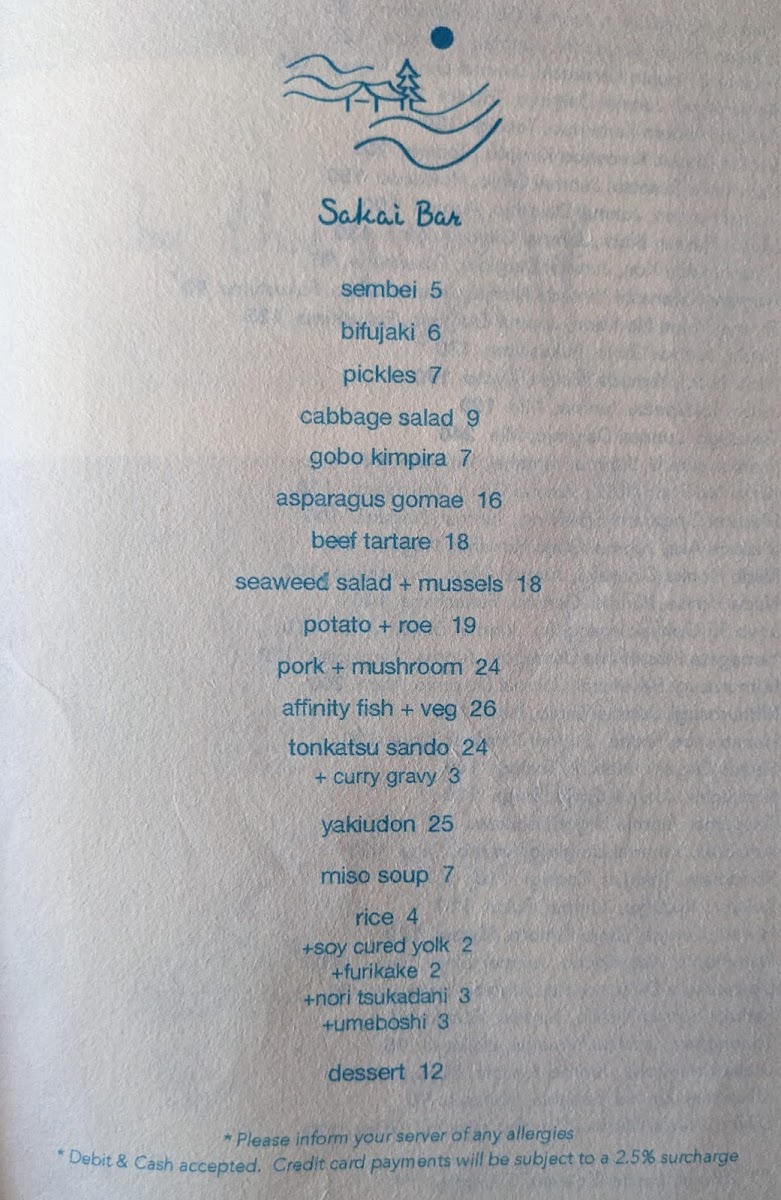 Sakai Bar
sembei 5
bifujaki 6
pickles 7
cabbage salad 9
gobo kimpira 7
asparagus gomae 16
beef tartare 18
seaweed salad + mussels 18
potato + roe 19
pork + mushroom 24
affinity fish + veg 26
tonkatsu sando 24
+ curry gravy 3
yakiudon 25
miso soup 7
rice 4
+soy cured yolk 2
+furikake 2
+nori tsukadani 3
+umeboshi 3
dessert 12
* Please inform your server of any allergies
* Debit & Cash accepted. Credit card payments will be subject to a 2.5% surcharge